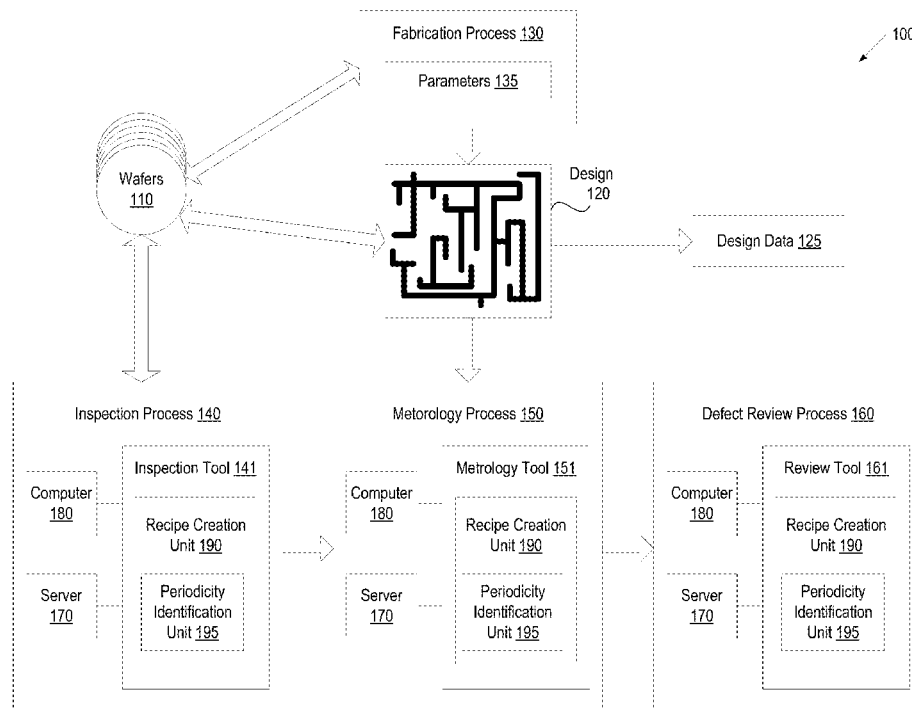 Fabrication Process 130
100
Parameters 135
Wafers
110
Design
120
Design Data 125
Inspection Process 140
Inspection Tool 141
Computer
180
Recipe Creation
Unit 190
Server
170
Periodicity
Identification
Unit 195
Metorology Process 150
Metrology Tool 151
Computer
180
Recipe Creation
Unit 190
Server
170
Periodicity
Identification
Unit 195
Defect Review Process 160
Review Tool 161
Computer
180
Recipe Creation
Unit 190
Server
170
Periodicity
Identification
Unit 195